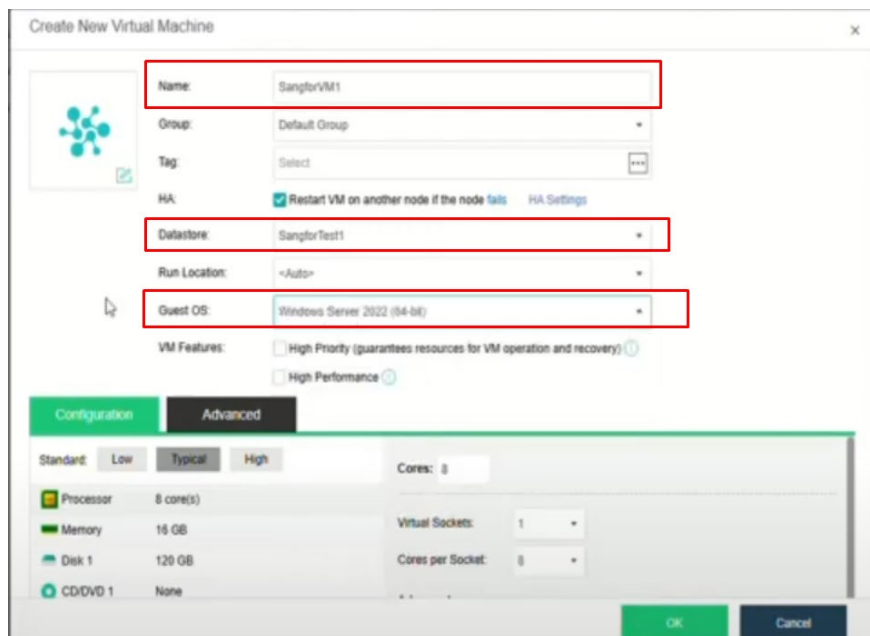 Create New Virtual Machine
Name: SangforVM1
Group: Default Group
Tag: Select
HA: Restart VM on another node if the node fails HA Settings
Datastore: SangforTest1
Run Location: <Auto>
Guest OS: Windows Server 2022 (64-bit)
VM Features: High Priority (guarantees resources for VM operation and recovery)
High Performance
Configuration Advanced
Standard: Low Typical High
Cores: 8
Processor 8 core(s)
Memory 16 GB
Virtual Sockets: 1
Disk 1 120 GB
Cores per Socket: 8
CD/DVD 1 None
OK Cancel